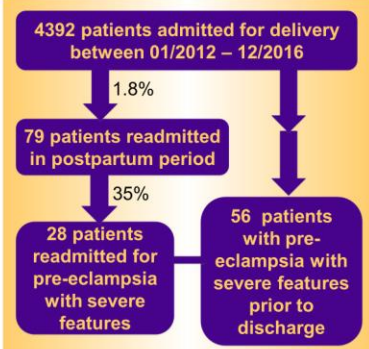 4392 patients admitted for delivery
between 01/2012 – 12/2016
1.8%
79 patients readmitted
in postpartum period
35%
28 patients
readmitted for
pre-eclampsia
with severe
features
56 patients
with pre-
eclampsia with
severe features
prior to
discharge